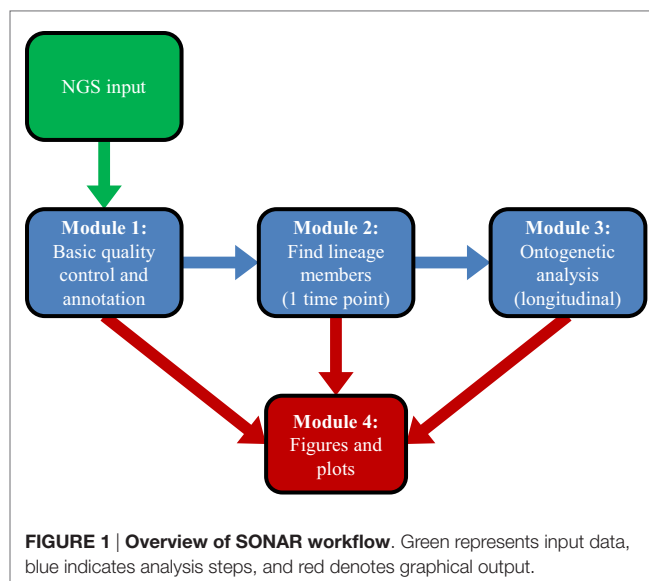 NGS input
Module 1:
Basic quality
control and
annotation
Module 2:
Find lineage
members
(1 time point)
Module 3:
Ontogenetic
analysis
(longitudinal)
Module 4:
Figures and
plots
FIGURE 1 | Overview of SONAR workflow. Green represents input data,
blue indicates analysis steps, and red denotes graphical output.